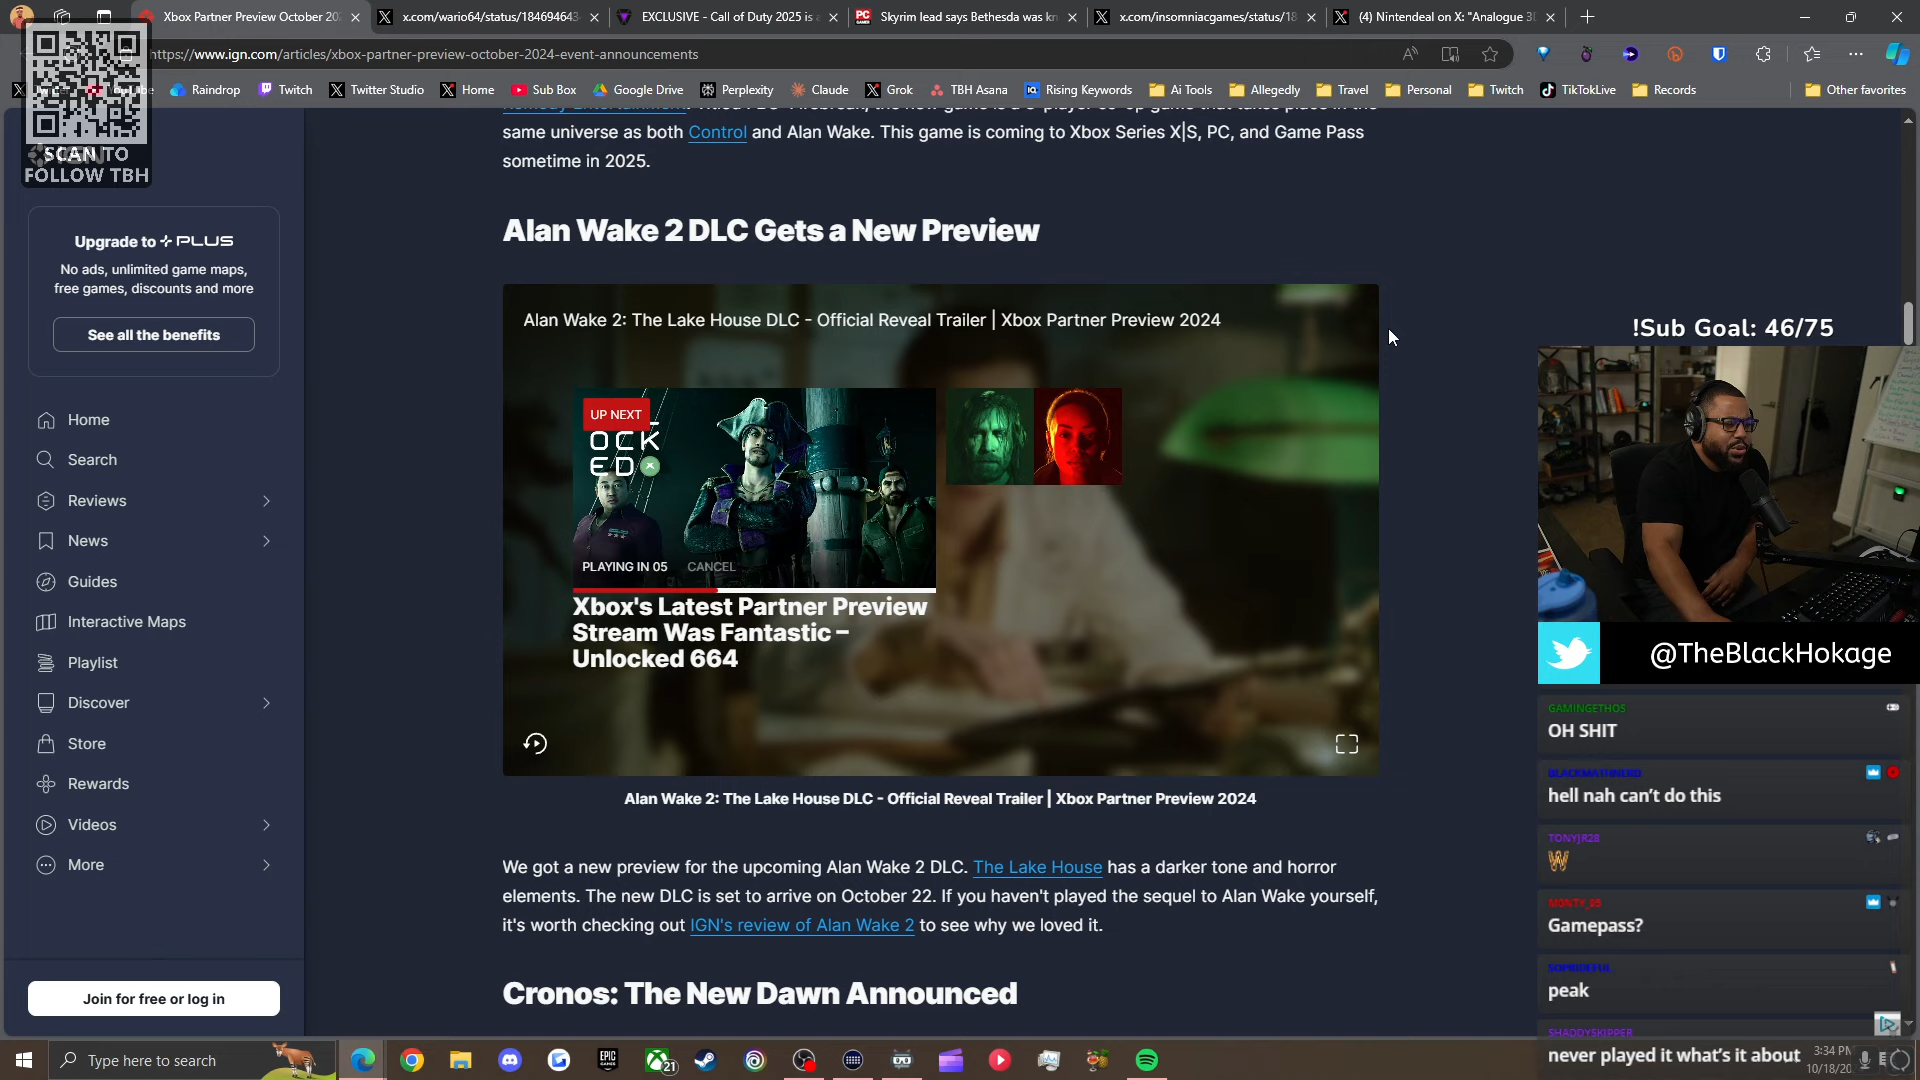 Xbox Partner Preview October 20
x.com/wario64/status/184694643
EXCLUSIVE - Call of Duty 2025 is a
Skyrim lead says Bethesda was kn
x.com/insomniacgames/status/18
(4) Nintendeal on X: "Analogue 3D
https://www.ign.com/articles/xbox-partner-preview-october-2024-event-announcements
Raindrop
Twitch
Twitter Studio
Home
Sub Box
Google Drive
Perplexity
Claude
Grok
TBH Asana
Rising Keywords
Ai Tools
Allegedly
Travel
Personal
Twitch
TikTokLive
Records
Other favorites
SCAN TO
FOLLOW TBH
same universe as both Control and Alan Wake. This game is coming to Xbox Series X|S, PC, and Game Pass
sometime in 2025.
Upgrade to PLUS
No ads, unlimited game maps,
free games, discounts and more
See all the benefits
Home
Search
Reviews
News
Guides
Interactive Maps
Playlist
Discover
Store
Rewards
Videos
More
Join for free or log in
Alan Wake 2 DLC Gets a New Preview
Alan Wake 2: The Lake House DLC - Official Reveal Trailer | Xbox Partner Preview 2024
UP NEXT
OCK
ED
PLAYING IN 05
CANCEL
Xbox's Latest Partner Preview
Stream Was Fantastic –
Unlocked 664
Alan Wake 2: The Lake House DLC - Official Reveal Trailer | Xbox Partner Preview 2024
We got a new preview for the upcoming Alan Wake 2 DLC. The Lake House has a darker tone and horror
elements. The new DLC is set to arrive on October 22. If you haven't played the sequel to Alan Wake yourself,
it's worth checking out IGN's review of Alan Wake 2 to see why we loved it.
Cronos: The New Dawn Announced
!Sub Goal: 46/75
@TheBlackHokage
GAMINGETHOS
OH SHIT
BLACKMATHNERD
hell nah can't do this
TONYJR28
W
MONTY_05
Gamepass?
peak
SHADDYSKIPPER
never played it what's it about
Type here to search
21
3:34 PM
10/18/20